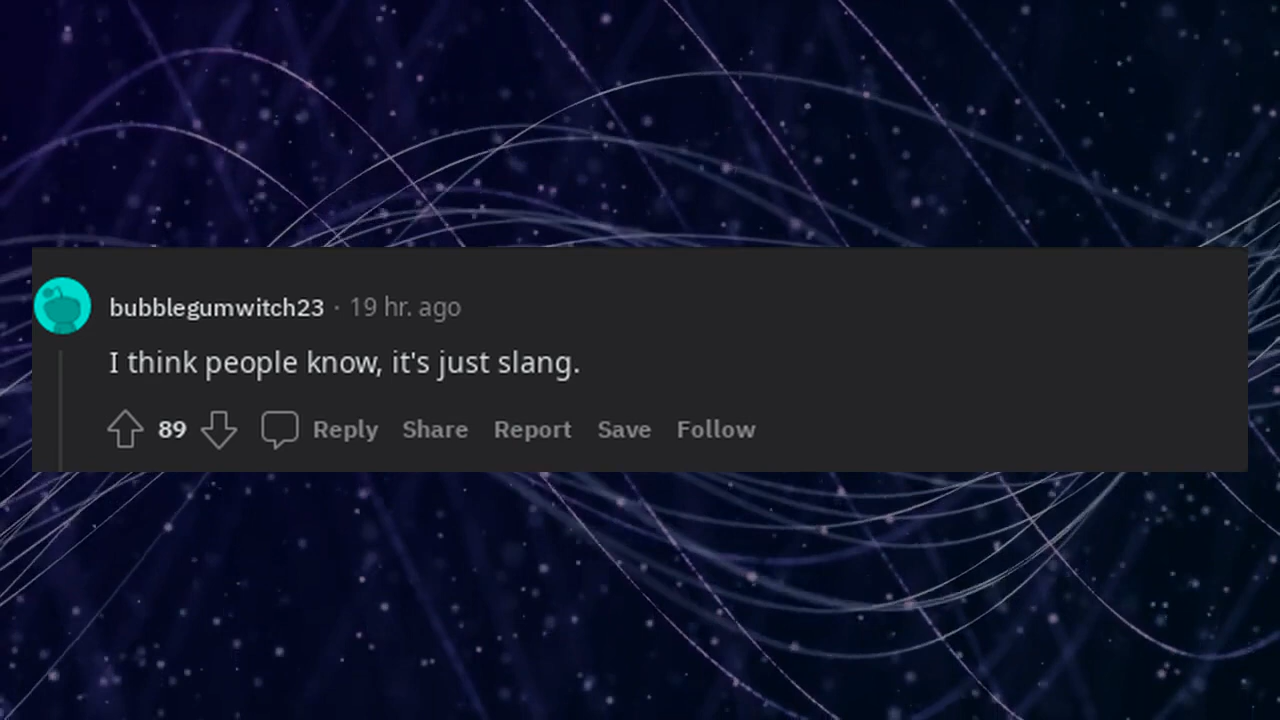 bubblegumwitch23 · 19 hr. ago
I think people know, it's just slang.
89 Reply Share Report Save Follow